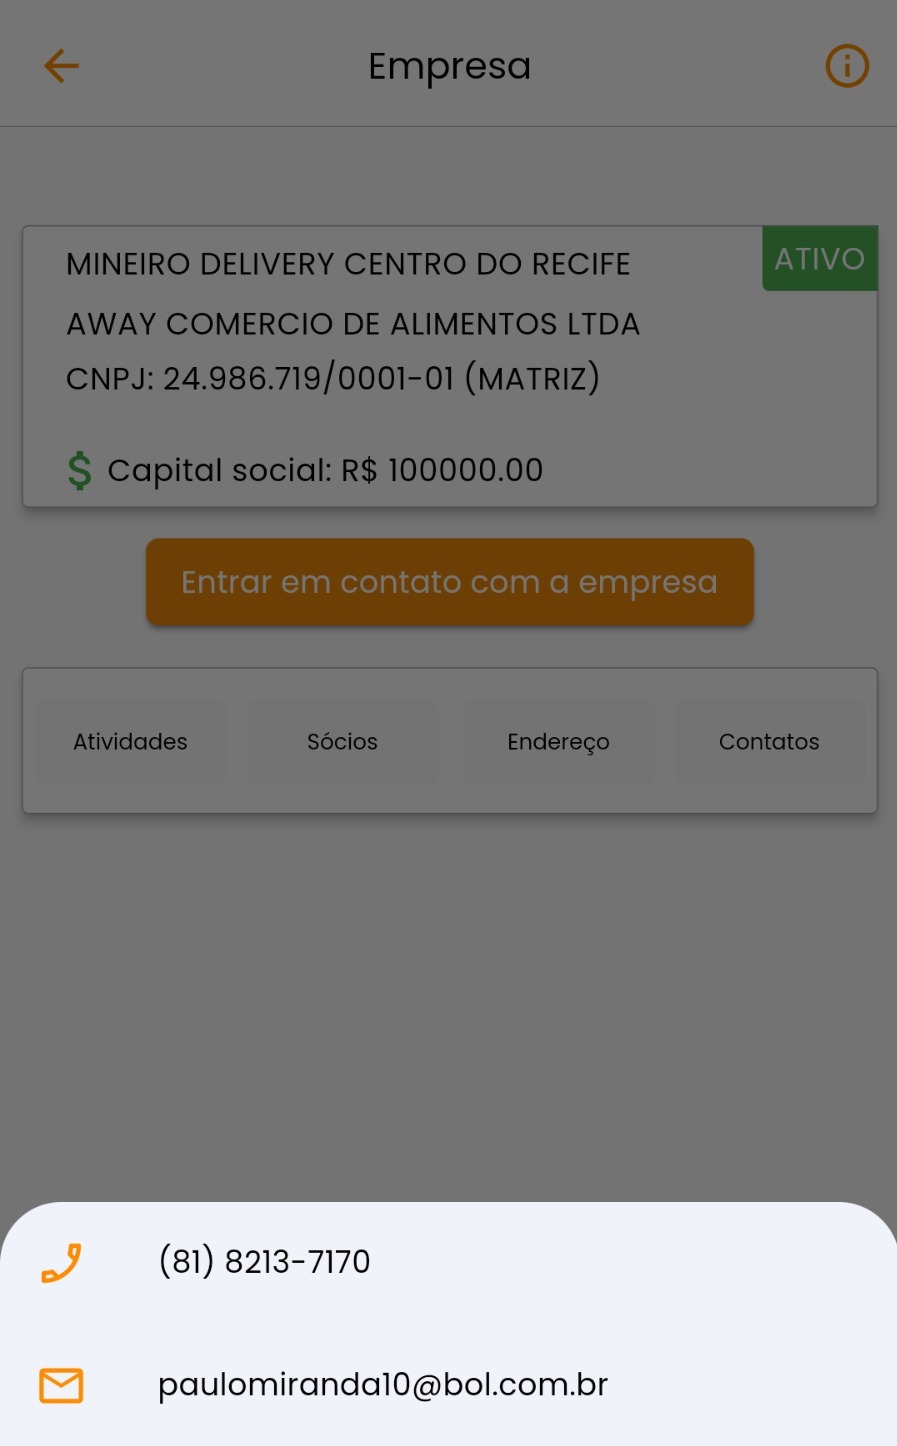 Empresa
MINEIRO DELIVERY CENTRO DO RECIFE
ATIVO
AWAY COMERCIO DE ALIMENTOS LTDA
CNPJ: 24.986.719/0001-01 (MATRIZ)
Capital social: R$ 100000.00
Entrar em contato com a empresa
Atividades Sócios Endereço Contatos
(81) 8213-7170
paulomiranda10@bol.com.br